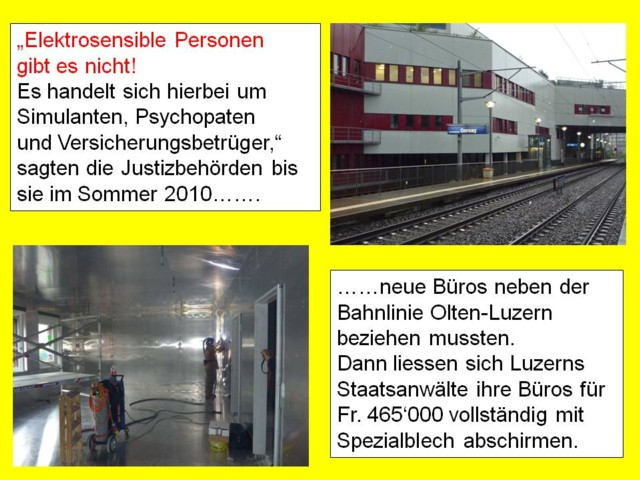 „Elektrosensible Personen
gibt es nicht!
Es handelt sich hierbei um
Simulanten, Psychopaten
und Versicherungsbetrüger,“
sagten die Justizbehörden bis
sie im Sommer 2010…….
……neue Büros neben der
Bahnlinie Olten-Luzern
beziehen mussten.
Dann liessen sich Luzerns
Staatsanwälte ihre Büros für
Fr. 465‘000 vollständig mit
Spezialblech abschirmen.